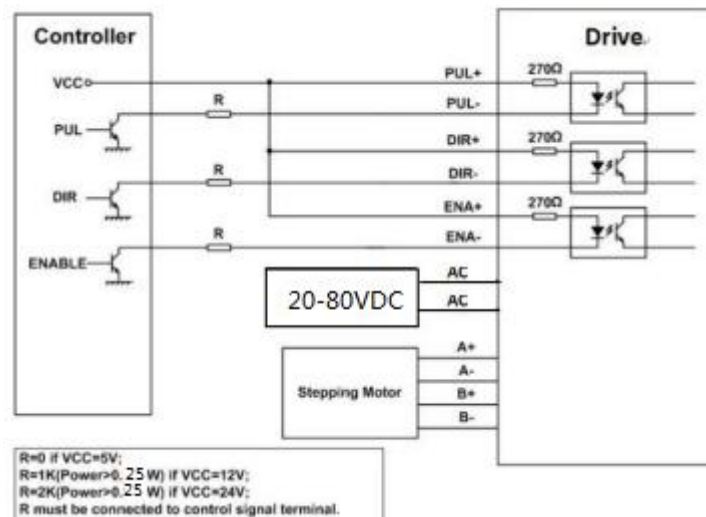 Controller
Drive.
VCC
PUL+
270Ω
R
PUL-
PUL
DIR+
270Ω
R
DIR-
DIR
ENA+
270Ω
R
ENA-
ENABLE
AC
20-80VDC
AC
A+
A-
Stepping Motor
B+
B-
R=0 if VCC=5V;
R=1K(Power>0.25W) if VCC=12V;
R=2K(Power>0.25W) if VCC=24V;
R must be connected to control signal terminal.